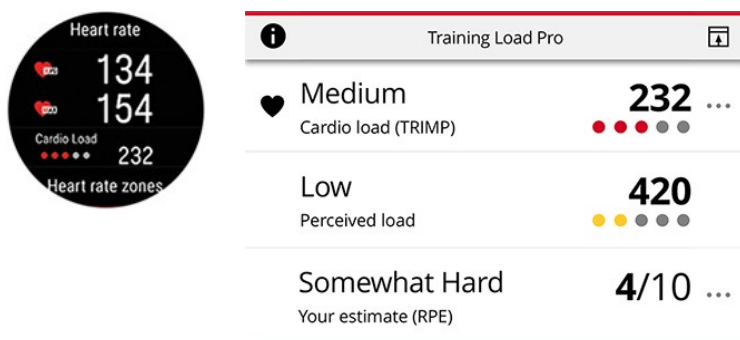 Heart rate
134
154
Cardio Load
232
Heart rate zones
Training Load Pro
Medium 232
Cardio load (TRIMP)
Low 420
Perceived load
Somewhat Hard 4/10
Your estimate (RPE)